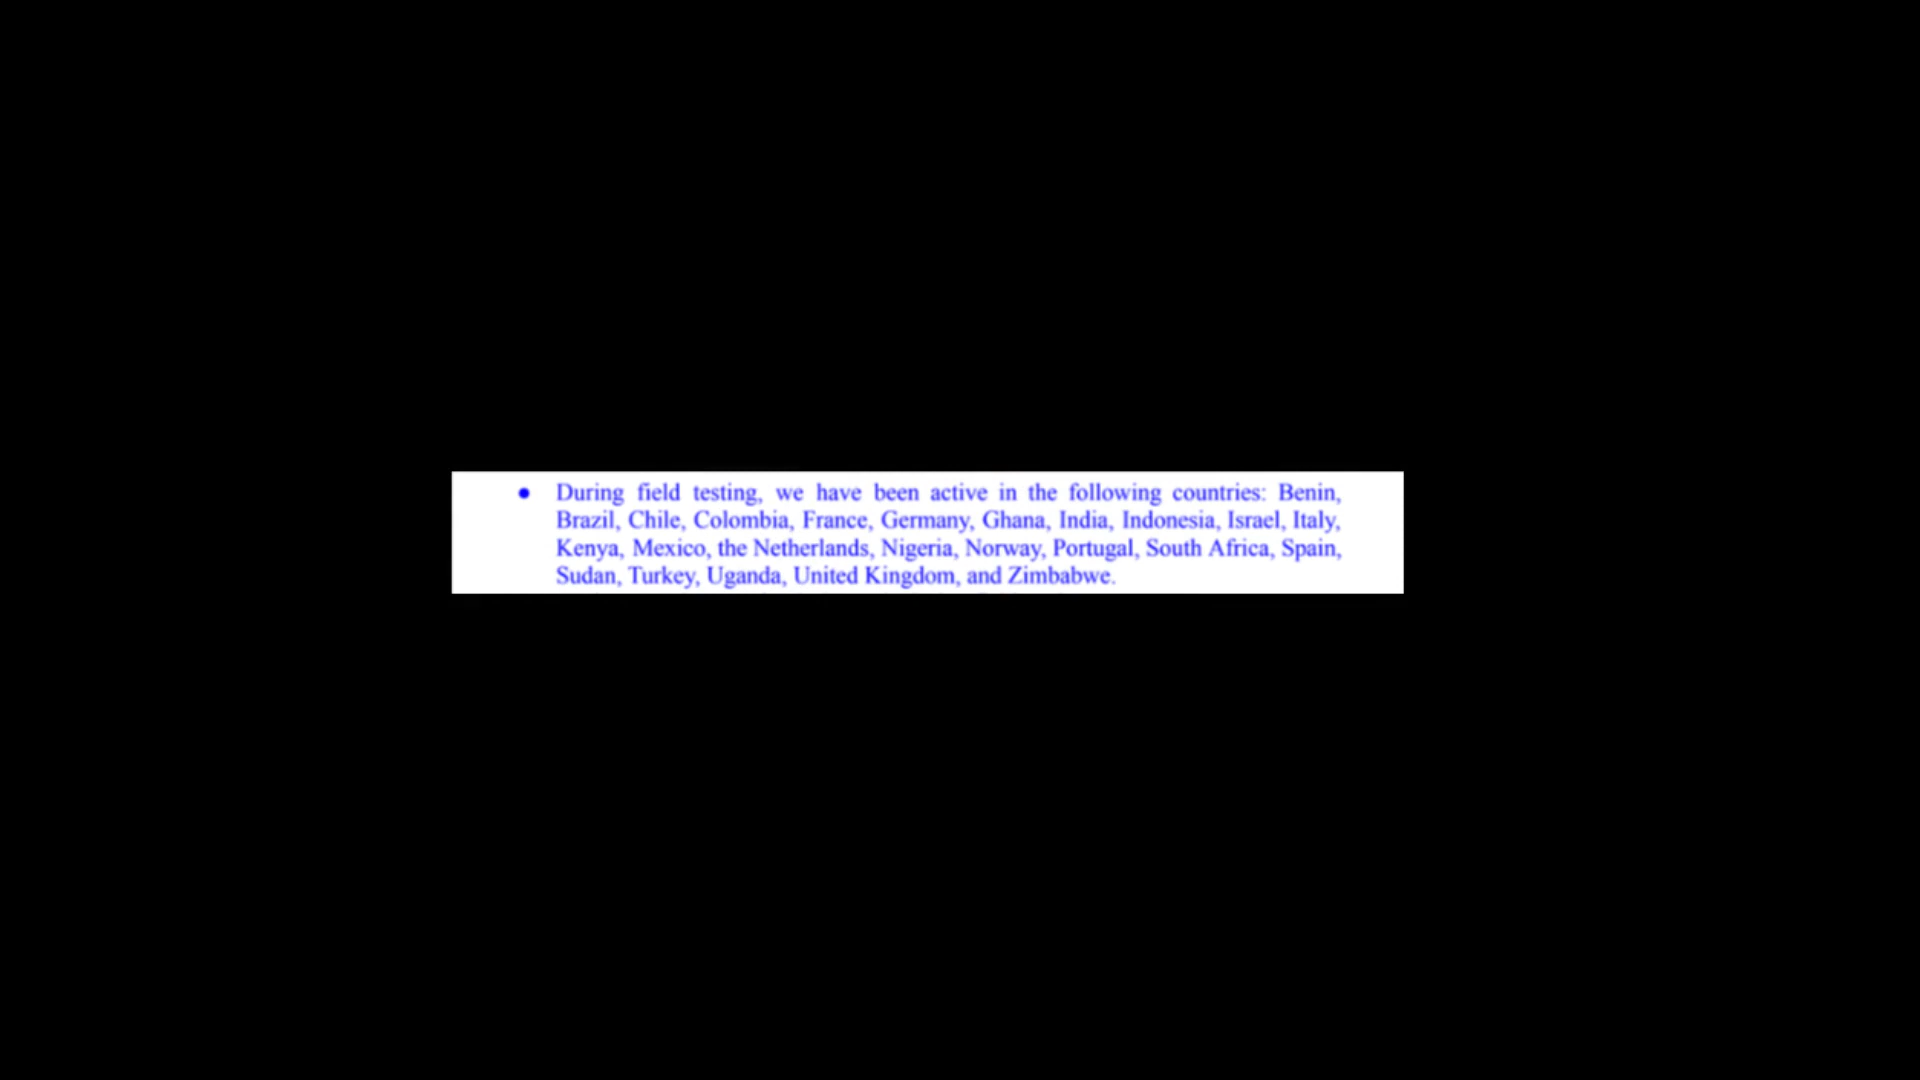 ● During field testing, we have been active in the following countries: Benin,
Brazil, Chile, Colombia, France, Germany, Ghana, India, Indonesia, Israel, Italy,
Kenya, Mexico, the Netherlands, Nigeria, Norway, Portugal, South Africa, Spain,
Sudan, Turkey, Uganda, United Kingdom, and Zimbabwe.